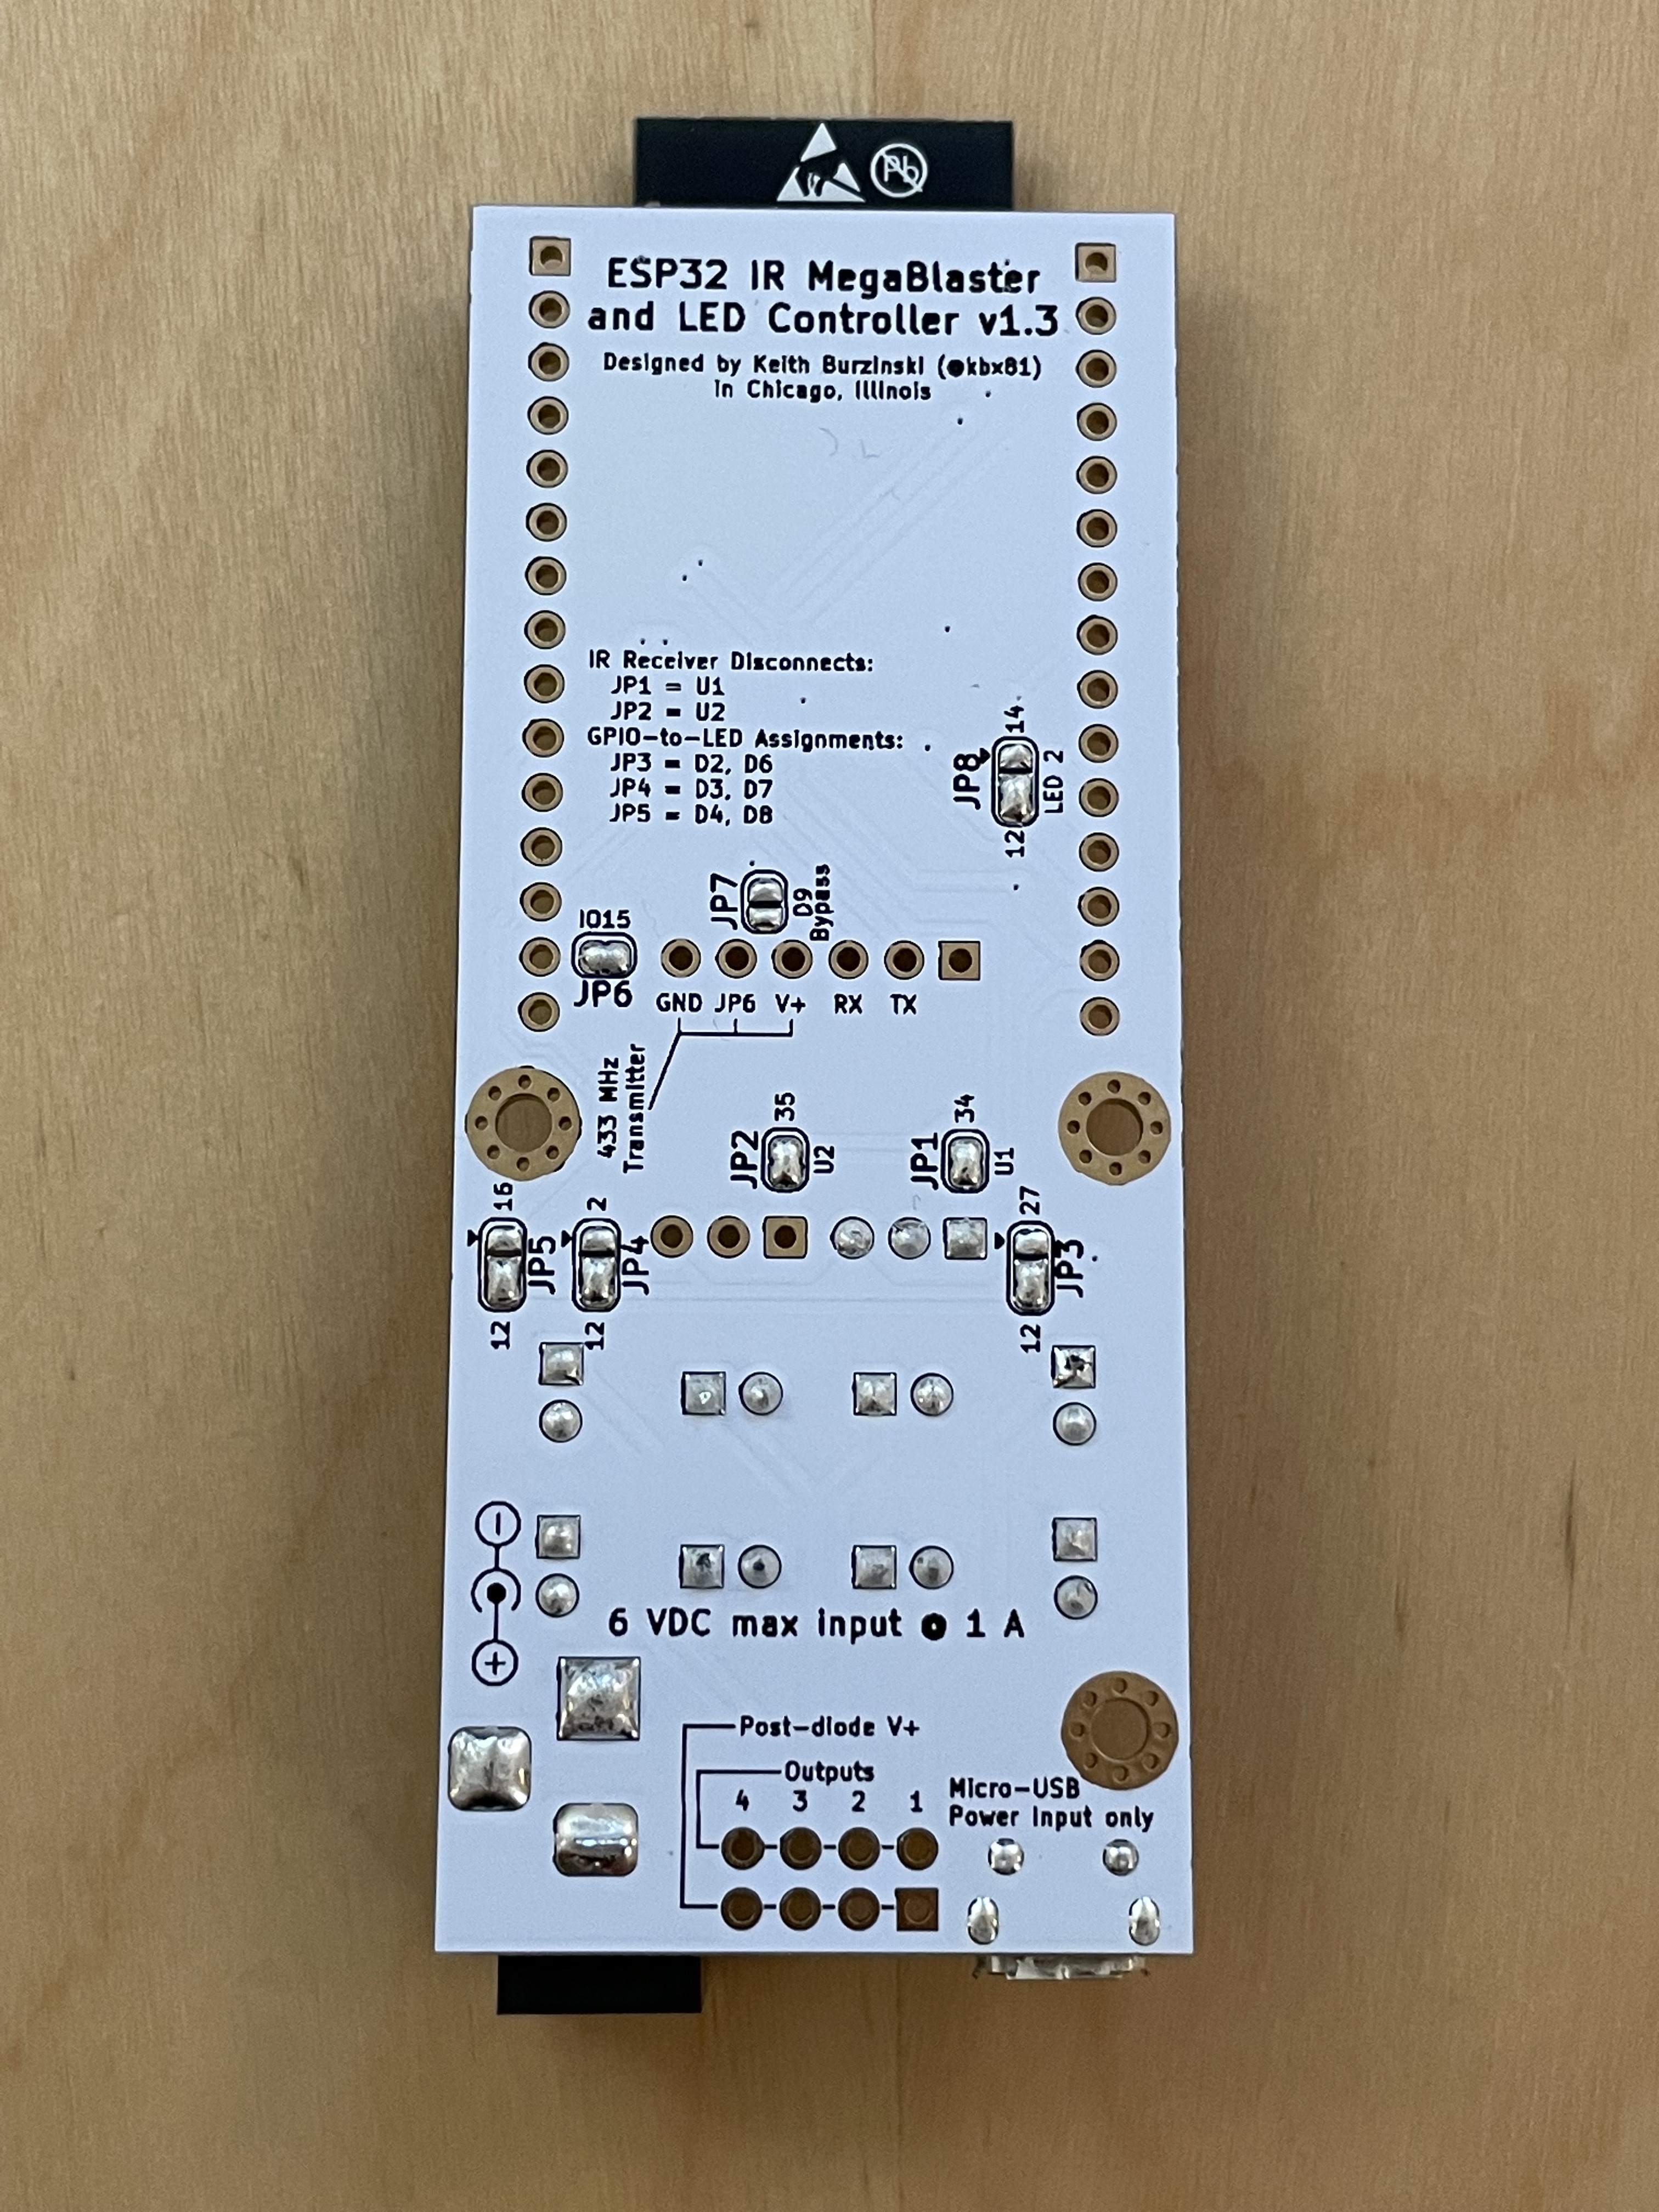 Pb
ESP32 IR MegaBlaster
and LED Controller v1.3
Designed by Keith Burzinski (@kbx81)
in Chicago, Illinois
IR Receiver Disconnects:
JP1 = U1
JP2 = U2
GPIO-to-LED Assignments:
JP3 = D2, D6
JP4 = D3, D7
JP5 = D4, D8
14
JP8
LED 2
12
JP7
D9
Bypass
IO15
JP6
GND JP6 V+ RX TX
433 MHz
Transmitter
35
JP2
U2
34
JP1
U1
16
JP5
12
2
JP4
12
27
JP3
12
6 VDC max input @ 1 A
Post-diode V+
Outputs
4 3 2 1
Micro-USB
Power input only